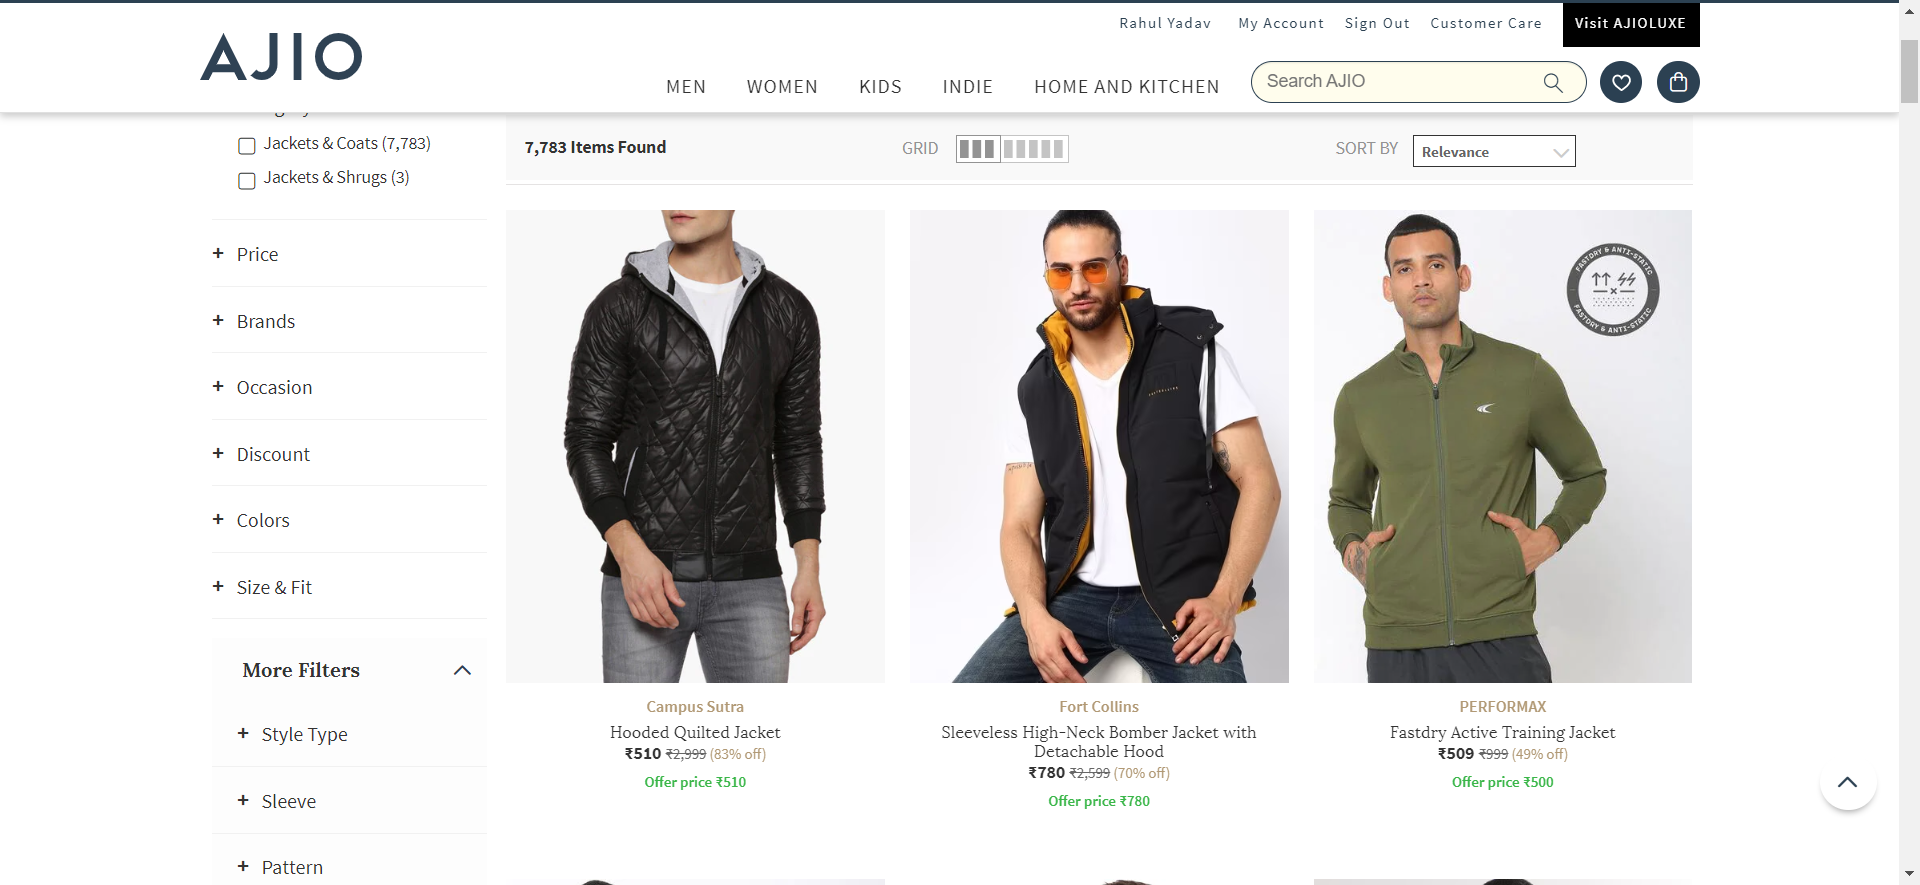 Rahul Yadav
My Account
Sign Out
Customer Care
Visit AJIOLUXE
AJIO
MEN
WOMEN
KIDS
INDIE
HOME AND KITCHEN
Search AJIO
Jackets & Coats (7,783)
Jackets & Shrugs (3)
+ Price
+ Brands
+ Occasion
+ Discount
+ Colors
+ Size & Fit
More Filters
+ Style Type
+ Sleeve
+ Pattern
7,783 Items Found
GRID
SORT BY
Relevance
Campus Sutra
Hooded Quilted Jacket
₹510 ₹2,999 (83% off)
Offer price ₹510
Fort Collins
Sleeveless High-Neck Bomber Jacket with
Detachable Hood
₹780 ₹2,599 (70% off)
Offer price ₹780
FASTDRY & ANTI-STATIC
FASTDRY & ANTI-STATIC
PERFORMAX
Fastdry Active Training Jacket
₹509 ₹999 (49% off)
Offer price ₹500